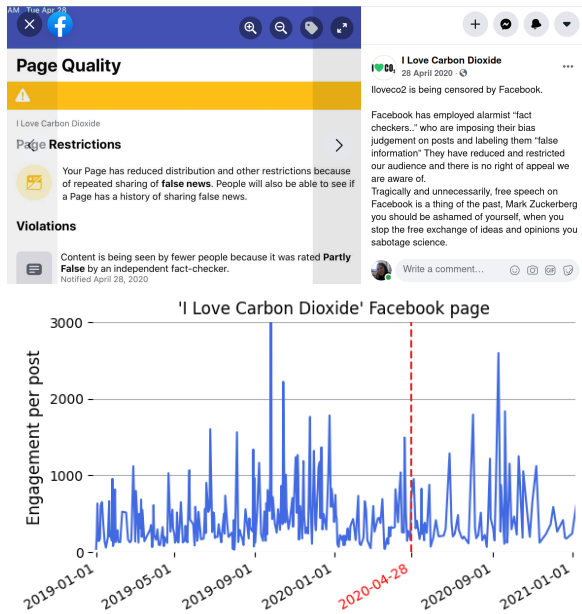 AM Tue Apr 28
Page Quality
I Love Carbon Dioxide
Page Restrictions
Your Page has reduced distribution and other restrictions because
of repeated sharing of false news. People will also be able to see if
a Page has a history of sharing false news.
Violations
Content is being seen by fewer people because it was rated Partly
False by an independent fact-checker.
Notified April 28, 2020
I Love Carbon Dioxide
28 April 2020 ·
Iloveco2 is being censored by Facebook.
Facebook has employed alarmist “fact
checkers..” who are imposing their bias
judgement on posts and labeling them “false
information” They have reduced and restricted
our audience and there is no right of appeal we
are aware of.
Tragically and unnecessarily, free speech on
Facebook is a thing of the past, Mark Zuckerberg
you should be ashamed of yourself, when you
stop the free exchange of ideas and opinions you
sabotage science.
Write a comment…
GIF
'I Love Carbon Dioxide' Facebook page
Engagement per post
3000
2000
1000
0
2019-01-01
2019-05-01
2019-09-01
2020-01-01
2020-04-28
2020-09-01
2021-01-01